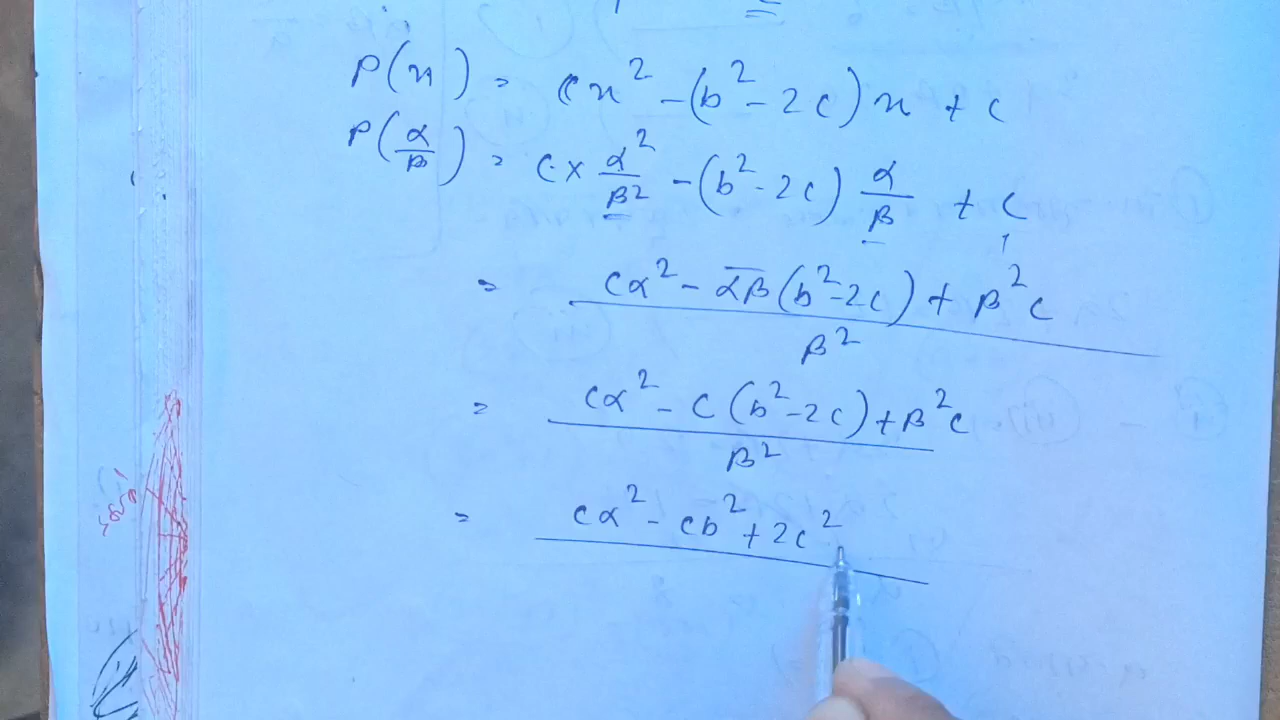 P(x) = cx² - (b² - 2c)x + c
P(α/β) = c × α²/β² - (b² - 2c) α/β + c/1
= (cα² - αβ(b² - 2c) + β²c)/β²
= (cα² - c(b² - 2c) + β²c)/β²
= cα² - cb² + 2c²